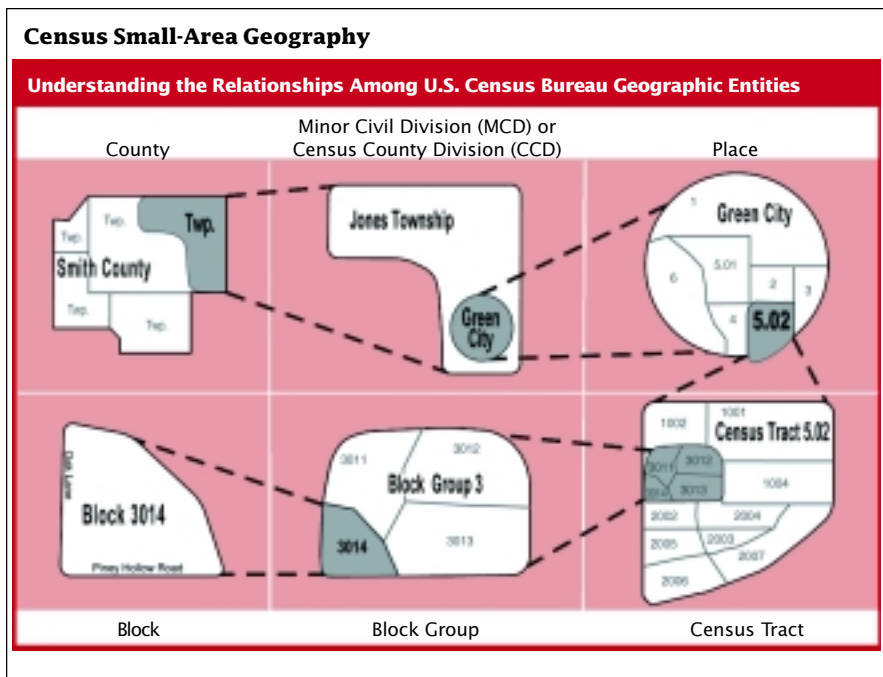 Census Small-Area Geography
Understanding the Relationships Among U.S. Census Bureau Geographic Entities
County
Minor Civil Division (MCD) or
Census County Division (CCD)
Place
Twp.
Twp.
Twp.
Smith County
Twp.
Twp.
Jones Township
Green
City
1
Green City
5.01
6
2
3
4
5.02
Oak Lane
Block 3014
Piney Hollow Road
3011
3012
Block Group 3
3014
3013
1002
1001
Census Tract 5.02
3011
3012
3014
3013
1004
2002
2004
2005
2003
2007
2006
Block
Block Group
Census Tract